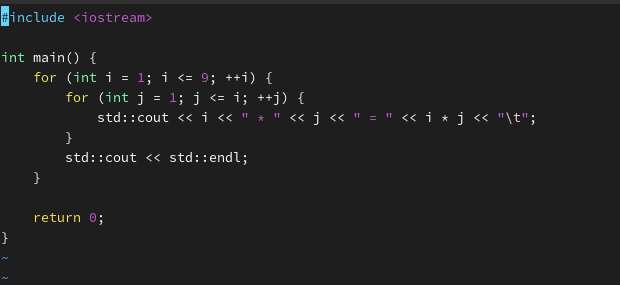 #include <iostream>

int main() {
    for (int i = 1; i <= 9; ++i) {
        for (int j = 1; j <= i; ++j) {
            std::cout << i << " * " << j << " = " << i * j << "\t";
        }
        std::cout << std::endl;
    }

    return 0;
}
~
~